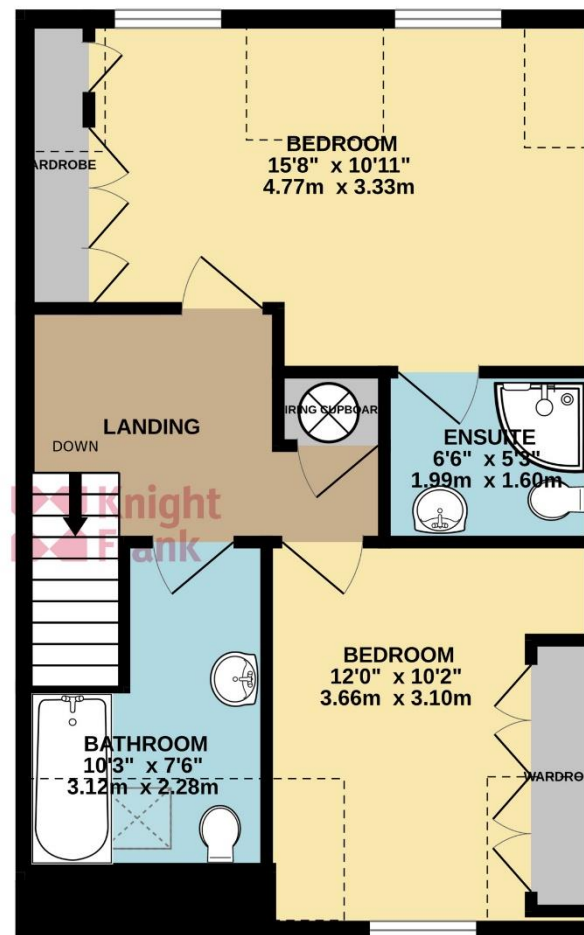 BEDROOM
15'8" x 10'11"
4.77m x 3.33m
ARDROBE
LANDING
DOWN
IRING CUPBOAR
ENSUITE
6'6" x 5'3"
1.99m x 1.60m
Knight
Frank
BEDROOM
12'0" x 10'2"
3.66m x 3.10m
BATHROOM
10'3" x 7'6"
3.12m x 2.28m
WARDRO